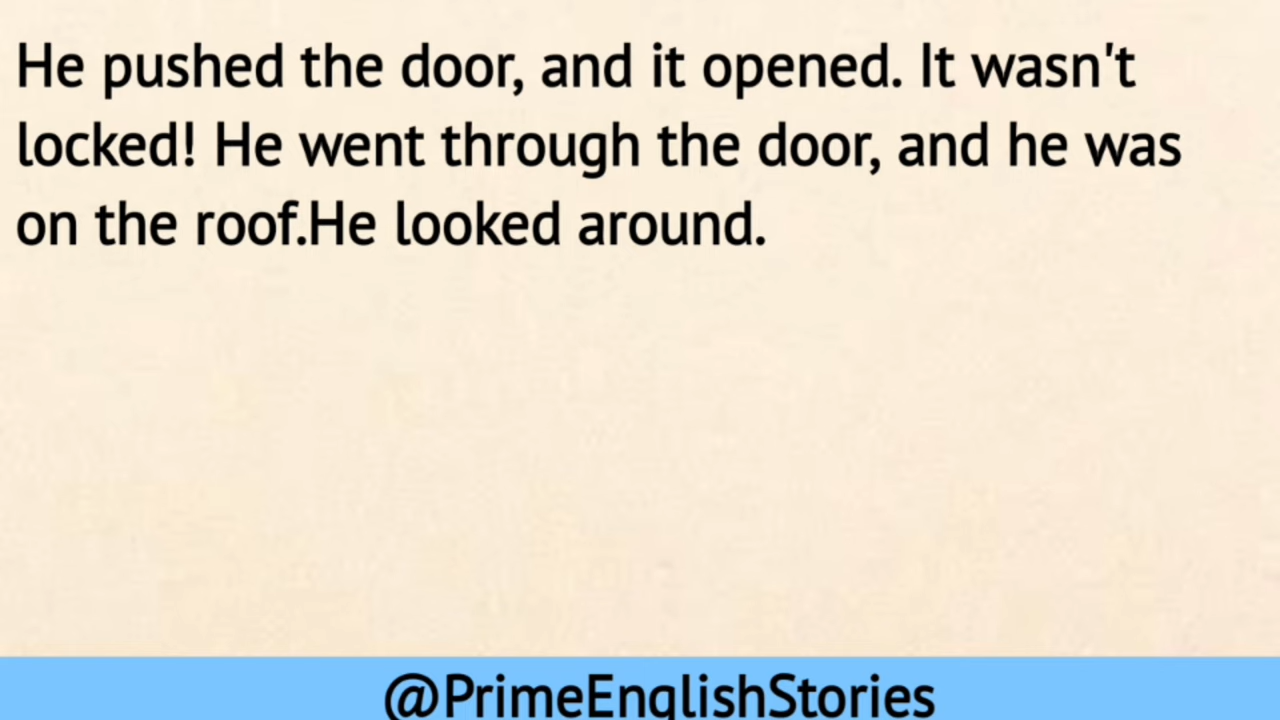 He pushed the door, and it opened. It wasn't
locked! He went through the door, and he was
on the roof.He looked around.
@PrimeEnglishStories